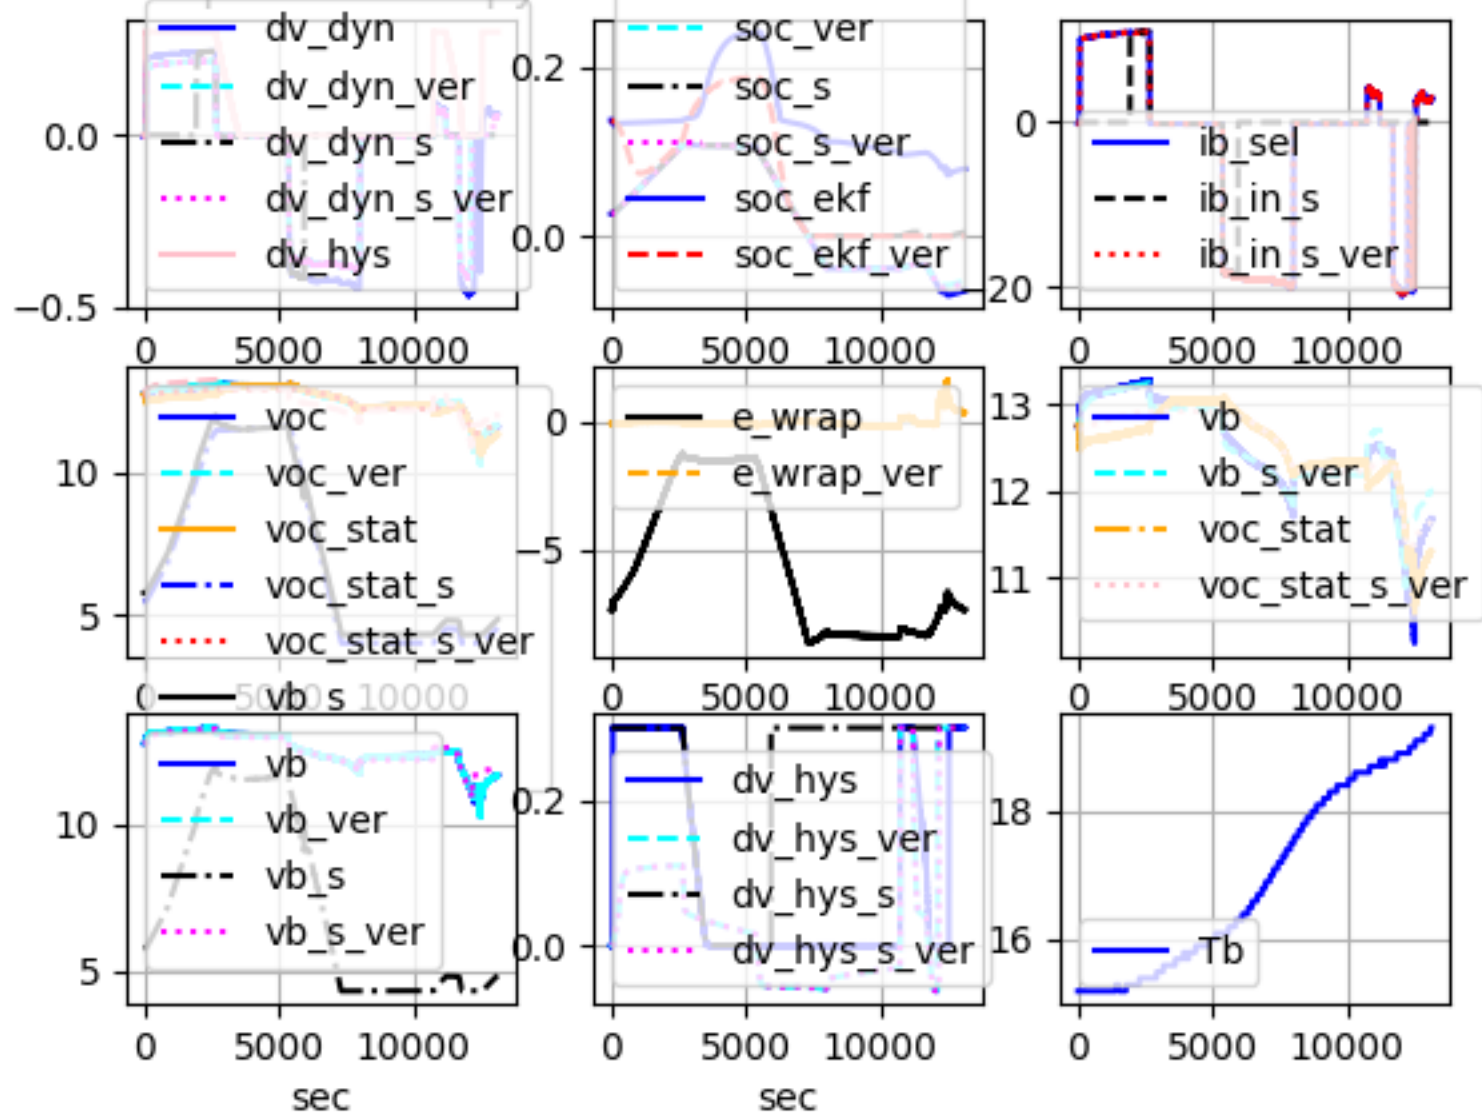 dv_dyn
dv_dyn_ver
dv_dyn_s
dv_dyn_s_ver
dv_hys
0.0
−0.5
0 5000 10000
soc_ver
soc_s
soc_s_ver
soc_ekf
soc_ekf_ver
0.2
0.0
0 5000 10000
ib_sel
ib_in_s
ib_in_s_ver
0
20
0 5000 10000
voc
voc_ver
voc_stat
voc_stat_s
voc_stat_s_ver
vb_s
10
5
0 5000 10000
e_wrap
e_wrap_ver
0
−5
0 5000 10000
vb
vb_s_ver
voc_stat
voc_stat_s_ver
13
12
11
0 5000 10000
vb
vb_ver
vb_s
vb_s_ver
10
5
0 5000 10000
sec
dv_hys
dv_hys_ver
dv_hys_s
dv_hys_s_ver
0.2
0.0
0 5000 10000
sec
Tb
18
16
0 5000 10000